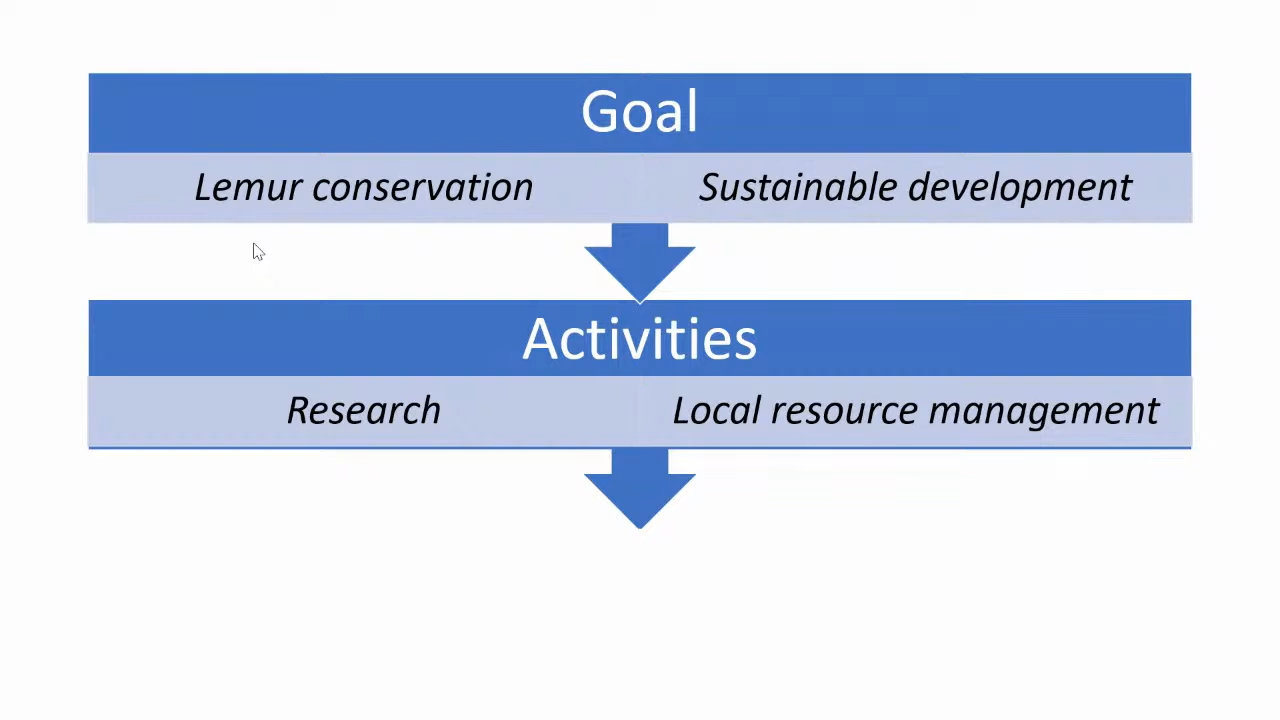 Goal
Lemur conservation
Sustainable development
Activities
Research
Local resource management